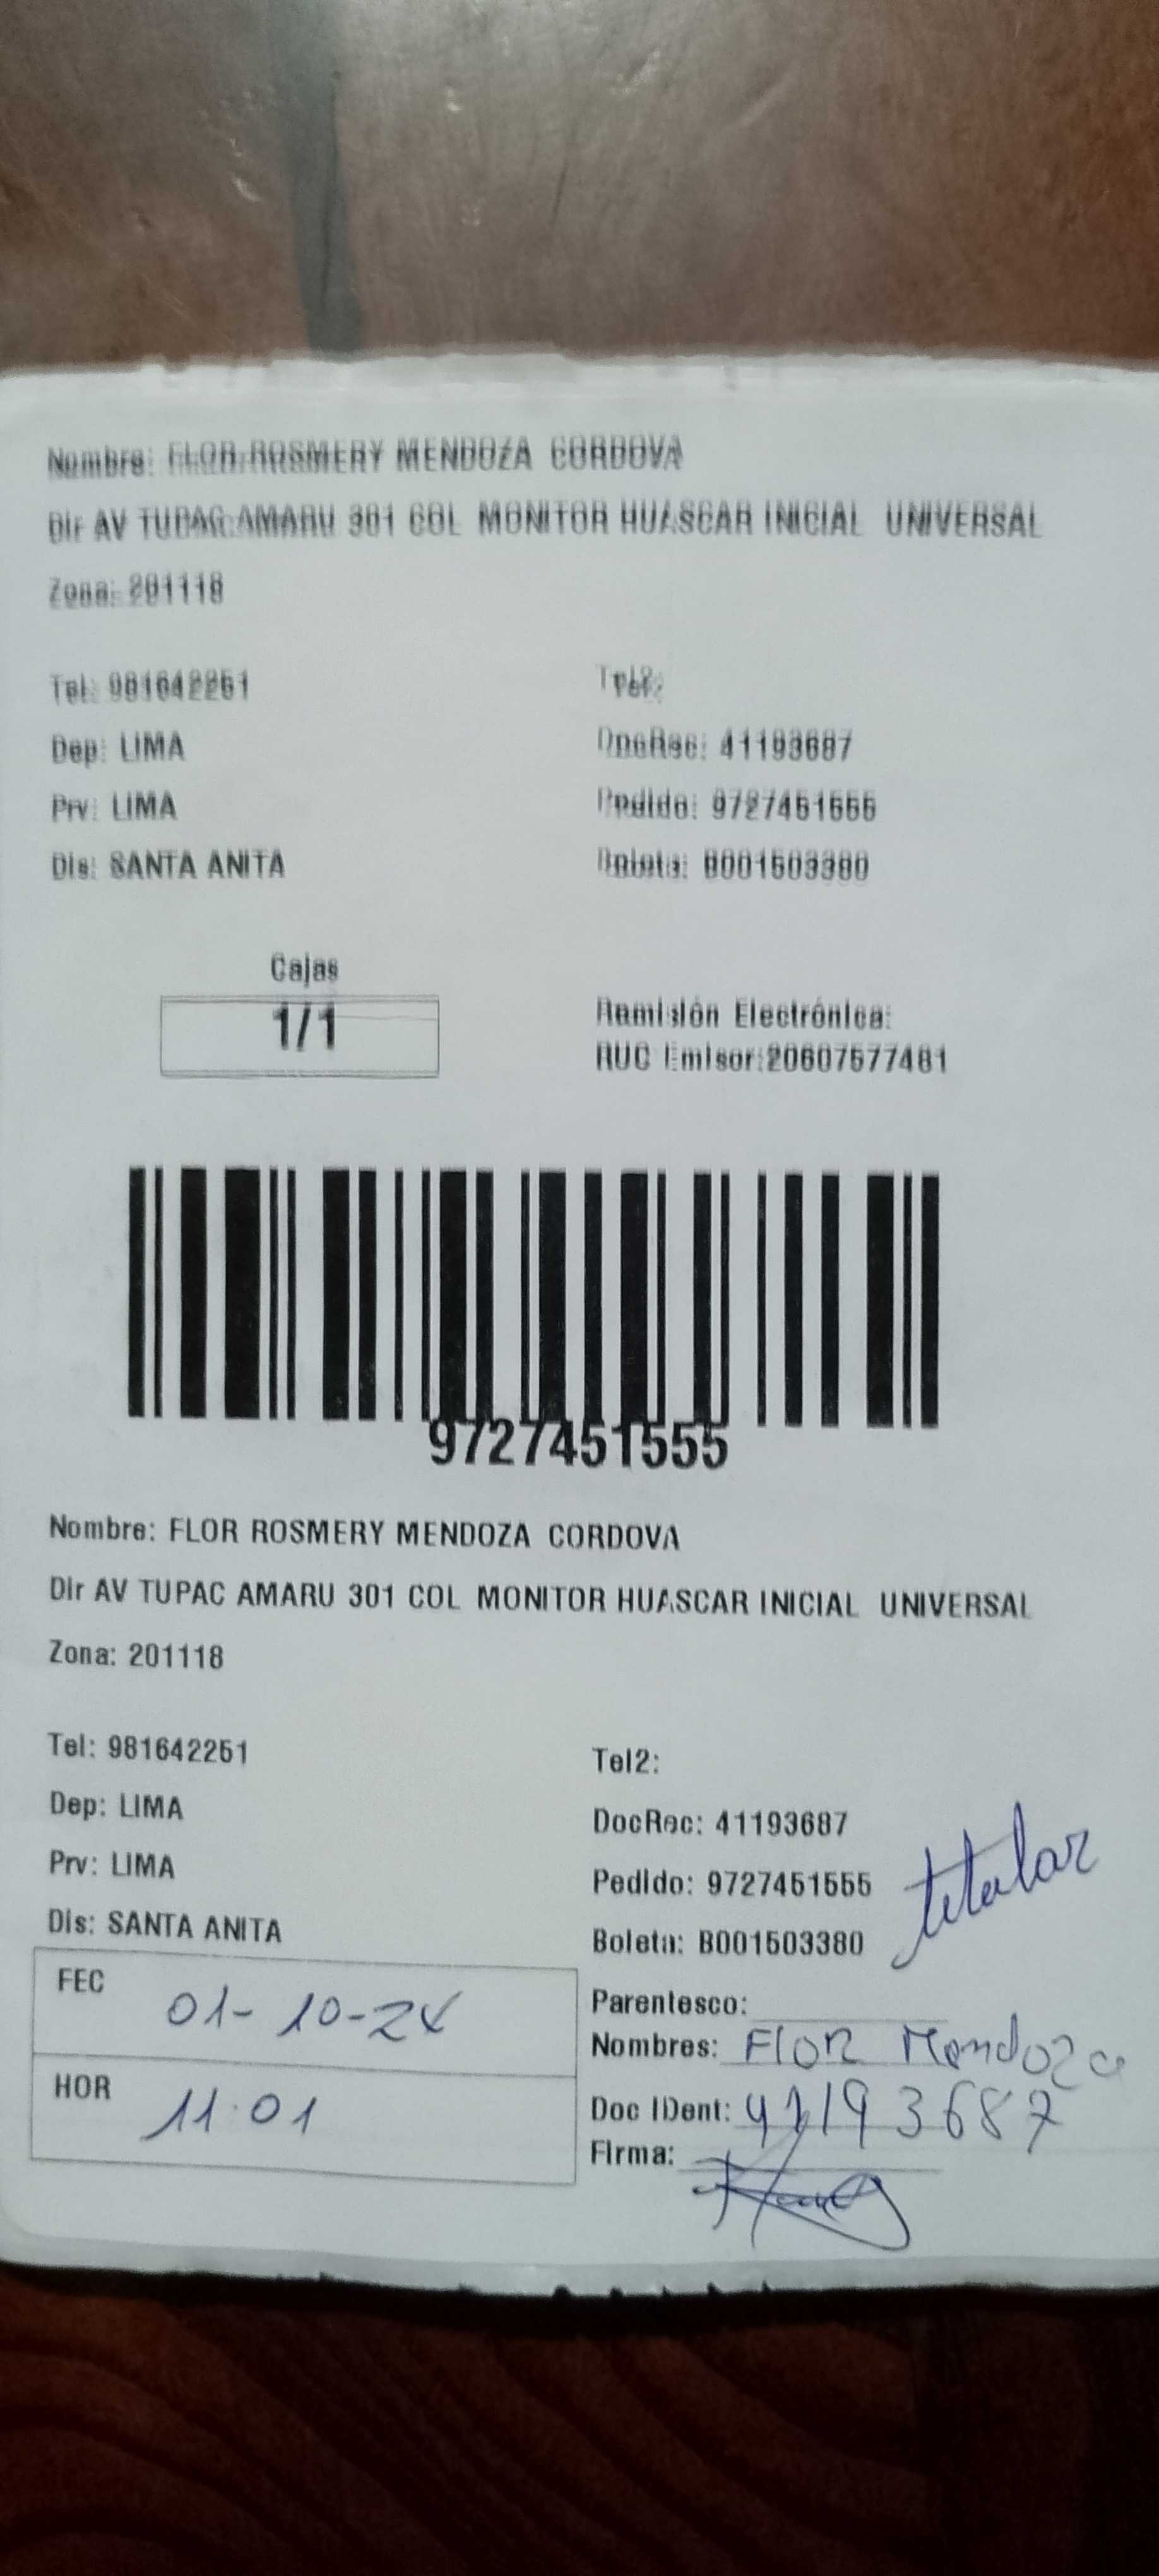 Nombre: FLOR ROSMERY MENDOZA CORDOVA
Dir AV TUPAC AMARU 301 COL MONITOR HUASCAR INICIAL UNIVERSAL
Zona: 201118
Tel: 981642251 Tel2:
Dep: LIMA DocRec: 41193687
Prv: LIMA Pedido: 9727451555
Dis: SANTA ANITA Boleta: B001503380
Cajas
1/1
Remisión Electrónica:
RUC Emisor:20607577481
9727451555
Nombre: FLOR ROSMERY MENDOZA CORDOVA
Dir AV TUPAC AMARU 301 COL MONITOR HUASCAR INICIAL UNIVERSAL
Zona: 201118
Tel: 981642251 Tel2:
Dep: LIMA DocRec: 41193687
Prv: LIMA Pedido: 9727451555 titular
Dis: SANTA ANITA Boleta: B001503380
FEC 01-10-24 Parentesco:
Nombres: Flor Mendoza
HOR 11:01 Doc IDent: 41193687
Firma: